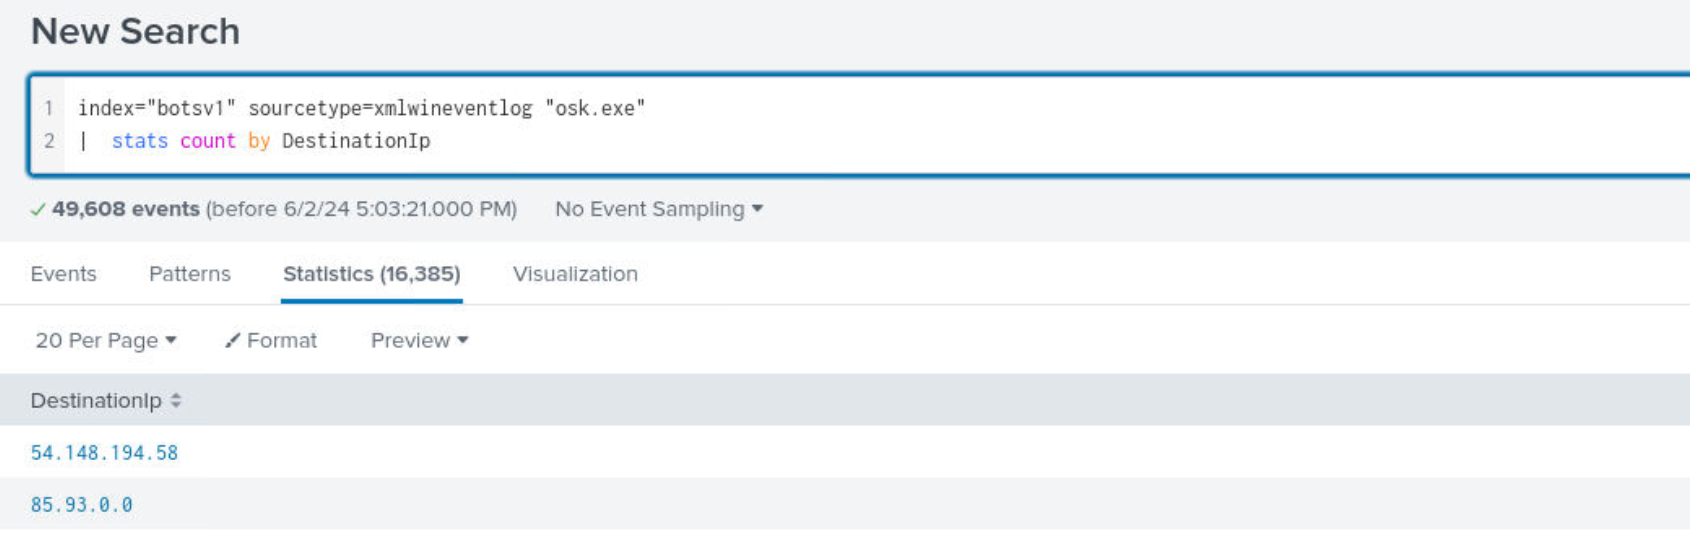 New Search
1 index="botsv1" sourcetype=xmlwineventlog "osk.exe"
2 | stats count by DestinationIp
✓ 49,608 events (before 6/2/24 5:03:21.000 PM) No Event Sampling ▾
Events Patterns Statistics (16,385) Visualization
20 Per Page ▾ Format Preview ▾
DestinationIp
54.148.194.58
85.93.0.0